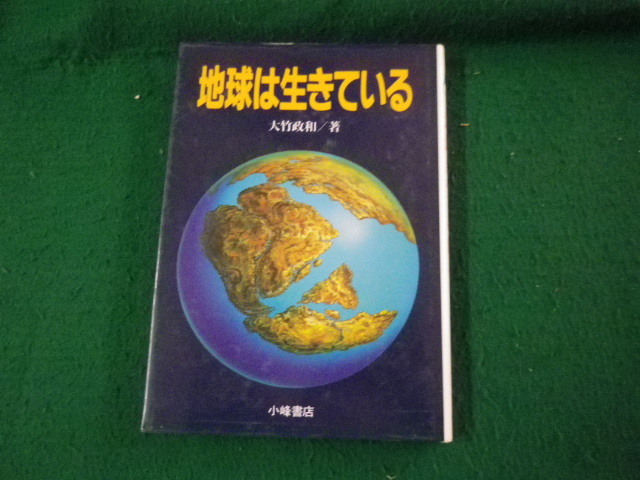 地球は生きている
大竹政和/著
小峰書店